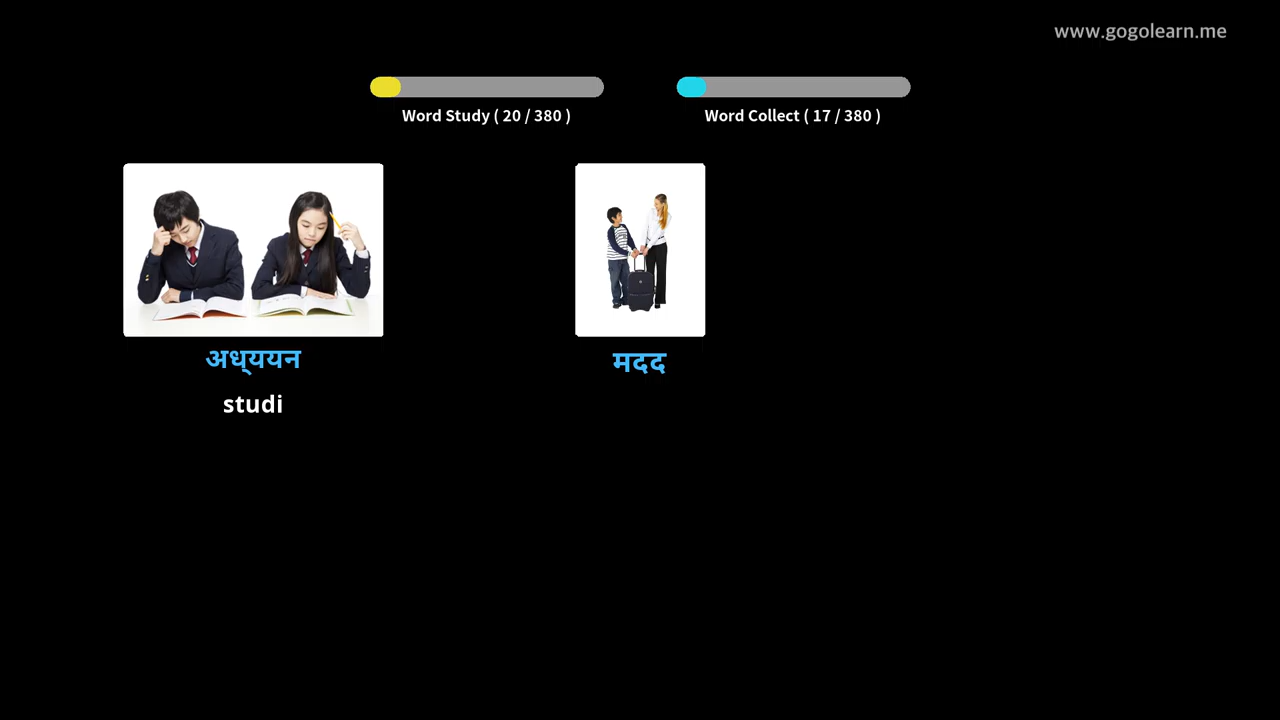 www.gogolearn.me
Word Study ( 20 / 380 )
Word Collect ( 17 / 380 )
अध्ययन
मदद
studi